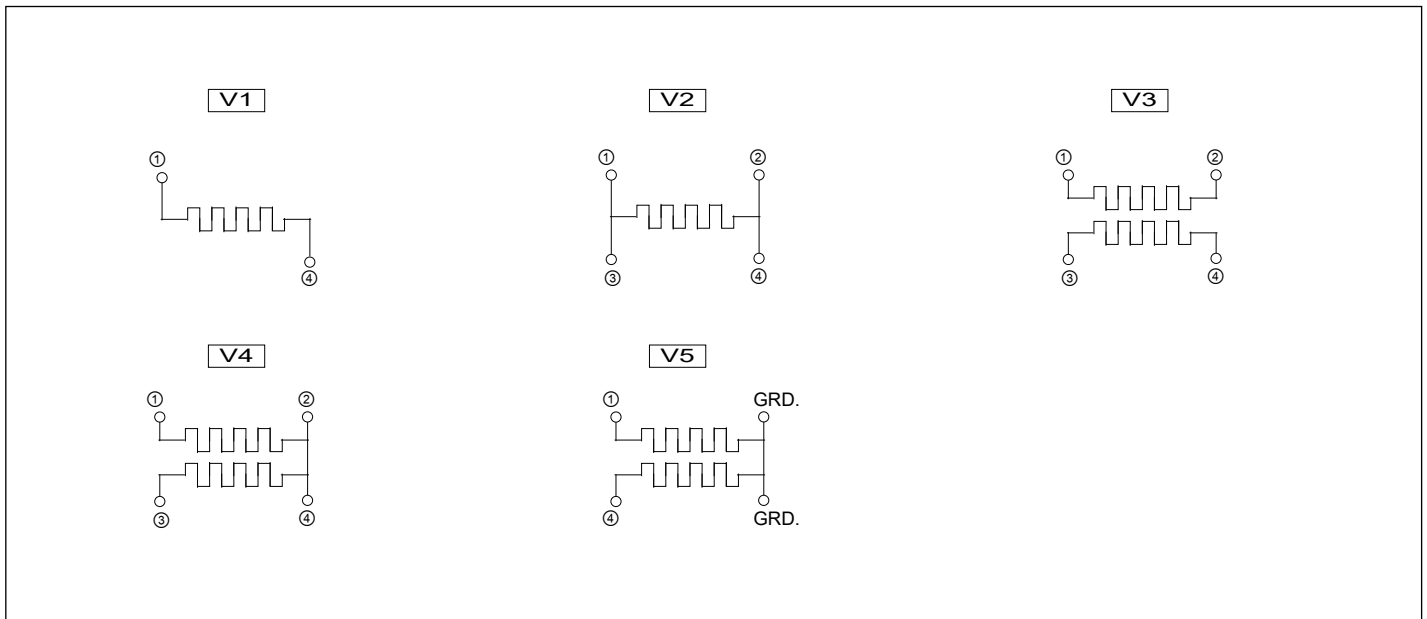 V1 V2 V3
① ① ② ① ②
④ ③ ④ ③ ④
V4 V5
① ② ① GRD.
③ ④ ④ GRD.